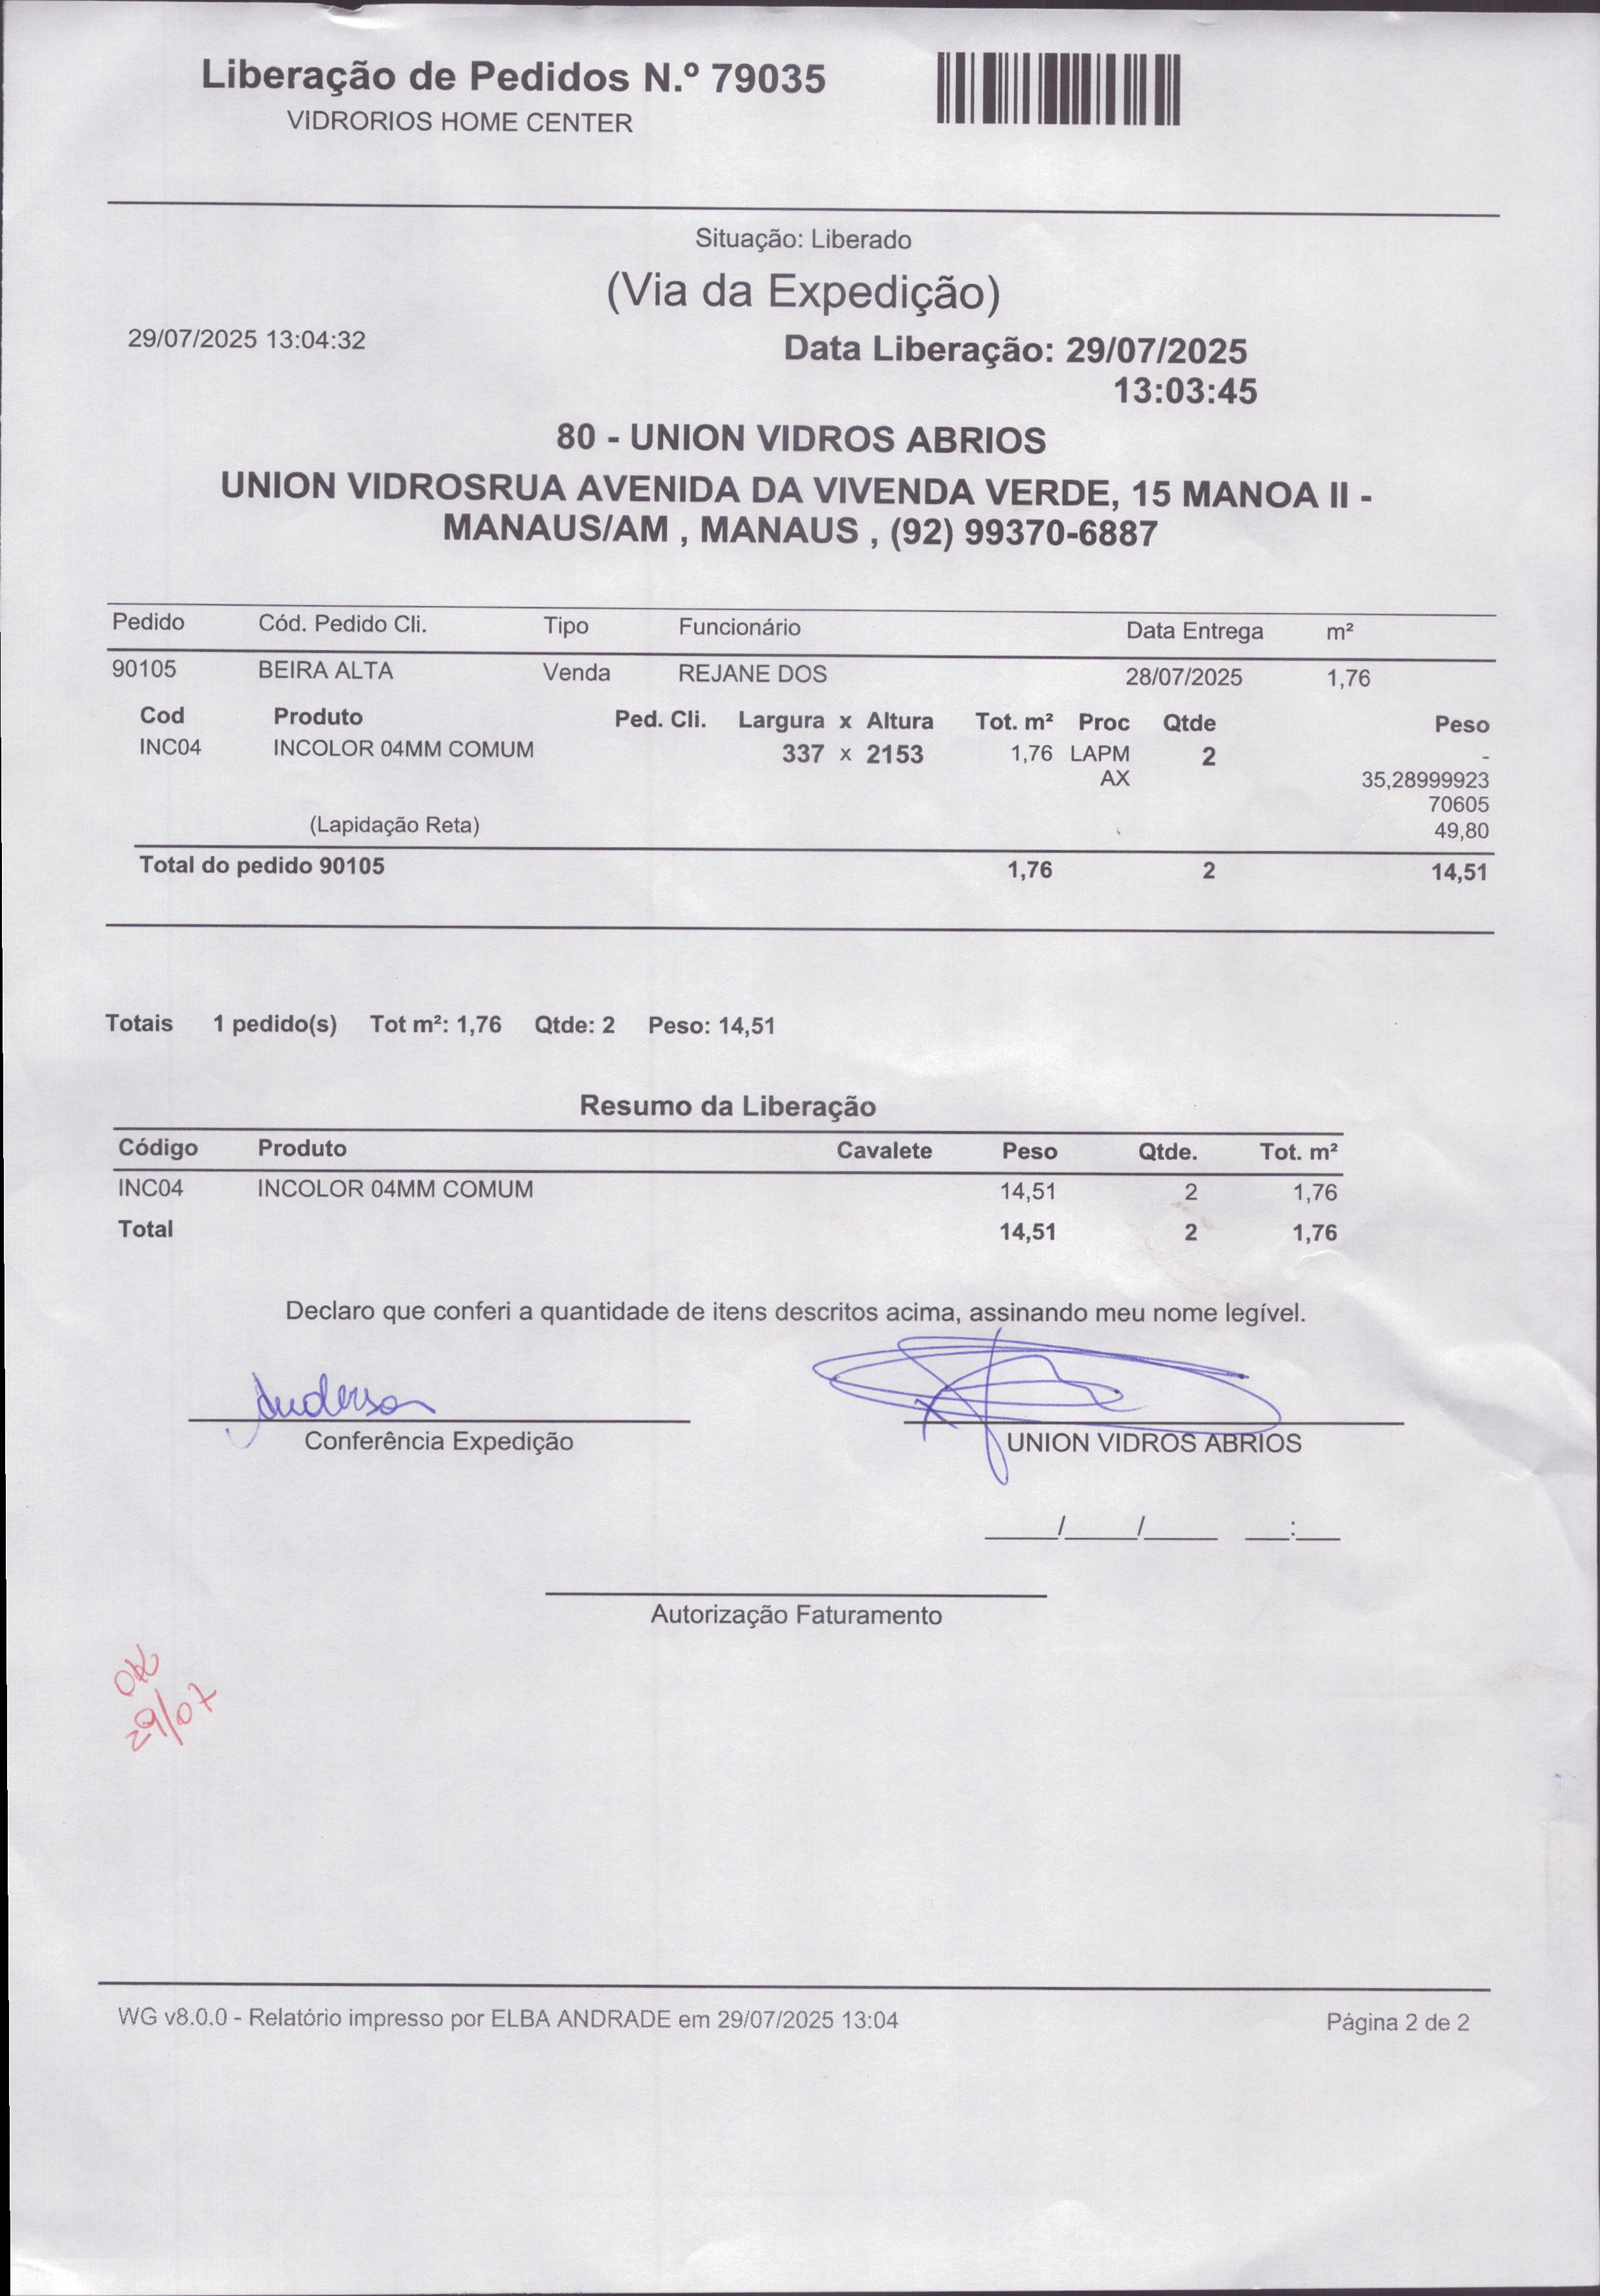 Liberação de Pedidos N.º 79035
VIDRORIOS HOME CENTER
Situação: Liberado
(Via da Expedição)
29/07/2025 13:04:32
Data Liberação: 29/07/2025
13:03:45
80 - UNION VIDROS ABRIOS
UNION VIDROSRUA AVENIDA DA VIVENDA VERDE, 15 MANOA II -
MANAUS/AM , MANAUS , (92) 99370-6887
Pedido Cód. Pedido Cli. Tipo Funcionário Data Entrega m²
90105 BEIRA ALTA Venda REJANE DOS 28/07/2025 1,76
Cod Produto Ped. Cli. Largura x Altura Tot. m² Proc Qtde Peso
INC04 INCOLOR 04MM COMUM 337 x 2153 1,76 LAPM 2 -
AX 35,28999923
70605
(Lapidação Reta) 49,80
Total do pedido 90105 1,76 2 14,51
Totais 1 pedido(s) Tot m²: 1,76 Qtde: 2 Peso: 14,51
Resumo da Liberação
Código Produto Cavalete Peso Qtde. Tot. m²
INC04 INCOLOR 04MM COMUM 14,51 2 1,76
Total 14,51 2 1,76
Declaro que conferi a quantidade de itens descritos acima, assinando meu nome legível.
Anderson
Conferência Expedição UNION VIDROS ABRIOS
____/____/____ __:__
Autorização Faturamento
OK
29/07
WG v8.0.0 - Relatório impresso por ELBA ANDRADE em 29/07/2025 13:04 Página 2 de 2